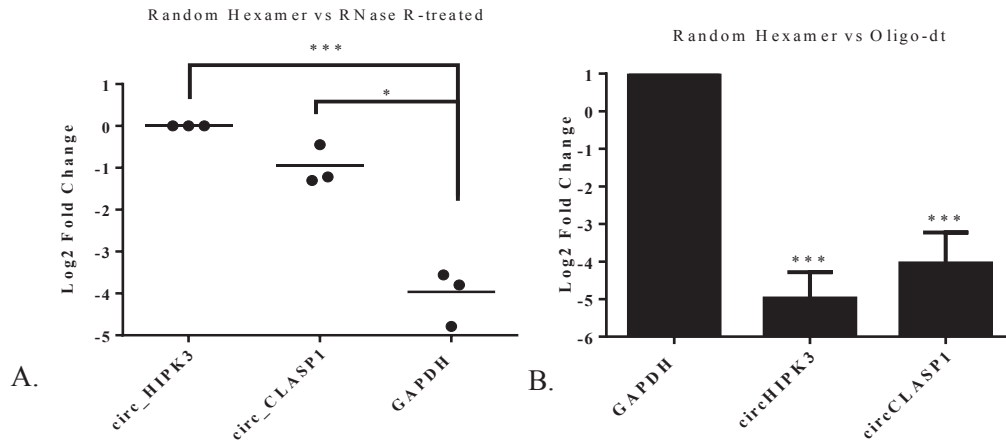 Random Hexamer vs RNase R-treated
***
*
Log2 Fold Change
1
0
-1
-2
-3
-4
-5
circ_HIPK3
circ_CLASP1
GAPDH
A.
Random Hexamer vs Oligo-dt
Log2 Fold Change
1
0
-1
-2
-3
-4
-5
-6
***
***
GAPDH
circHIPK3
circCLASP1
B.